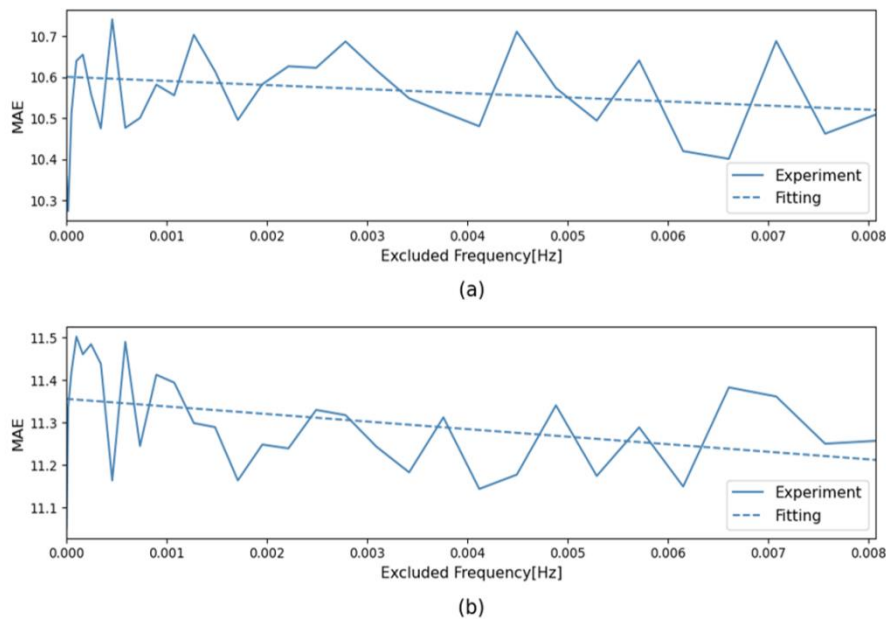 10.7
10.6
10.5
10.4
10.3
MAE
0.000 0.001 0.002 0.003 0.004 0.005 0.006 0.007 0.008
Excluded Frequency[Hz]
Experiment
Fitting
(a)
11.5
11.4
11.3
11.2
11.1
MAE
0.000 0.001 0.002 0.003 0.004 0.005 0.006 0.007 0.008
Excluded Frequency[Hz]
Experiment
Fitting
(b)